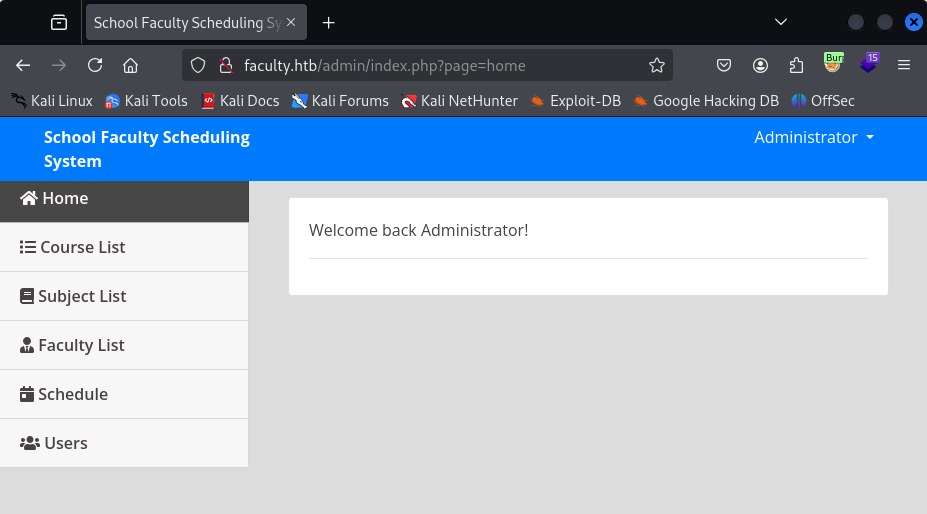 School Faculty Scheduling Sy
faculty.htb/admin/index.php?page=home
15
Kali Linux Kali Tools Kali Docs Kali Forums Kali NetHunter Exploit-DB Google Hacking DB OffSec
School Faculty Scheduling
System
Administrator
Home
Course List
Subject List
Faculty List
Schedule
Users
Welcome back Administrator!